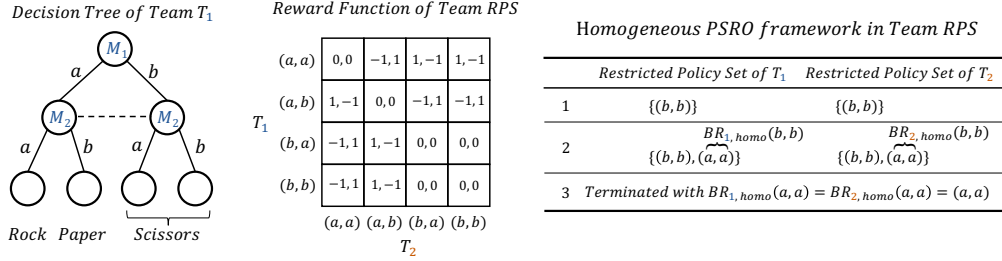 Decision Tree of Team T1
M1
a
b
M2
M2
a
b
a
b
Rock Paper Scissors
Reward Function of Team RPS
T1
(a, a) 0, 0 −1, 1 1, −1 1, −1
(a, b) 1, −1 0, 0 −1, 1 −1, 1
(b, a) −1, 1 1, −1 0, 0 0, 0
(b, b) −1, 1 1, −1 0, 0 0, 0
(a, a) (a, b) (b, a) (b, b)
T2
Homogeneous PSRO framework in Team RPS
Restricted Policy Set of T1 Restricted Policy Set of T2
1 {(b, b)} {(b, b)}
BR1, homo(b, b) BR2, homo(b, b)
2 {(b, b), (a, a)} {(b, b), (a, a)}
3 Terminated with BR1, homo(a, a) = BR2, homo(a, a) = (a, a)